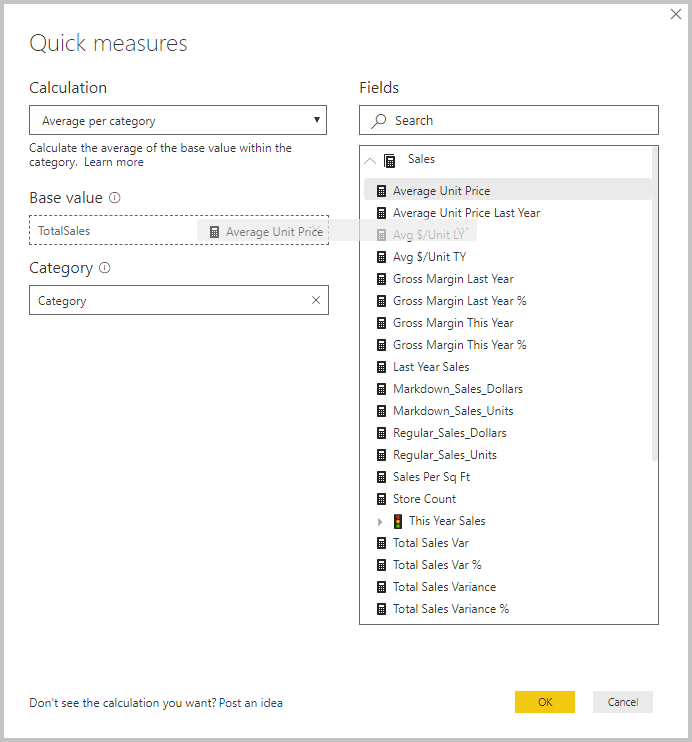 Quick measures
Calculation
Average per category
Calculate the average of the base value within the
category. Learn more
Base value
TotalSales
Average Unit Price
Category
Category
Fields
Search
Sales
Average Unit Price
Average Unit Price Last Year
Avg $/Unit LY
Avg $/Unit TY
Gross Margin Last Year
Gross Margin Last Year %
Gross Margin This Year
Gross Margin This Year %
Last Year Sales
Markdown_Sales_Dollars
Markdown_Sales_Units
Regular_Sales_Dollars
Regular_Sales_Units
Sales Per Sq Ft
Store Count
This Year Sales
Total Sales Var
Total Sales Var %
Total Sales Variance
Total Sales Variance %
Don't see the calculation you want? Post an idea
OK
Cancel